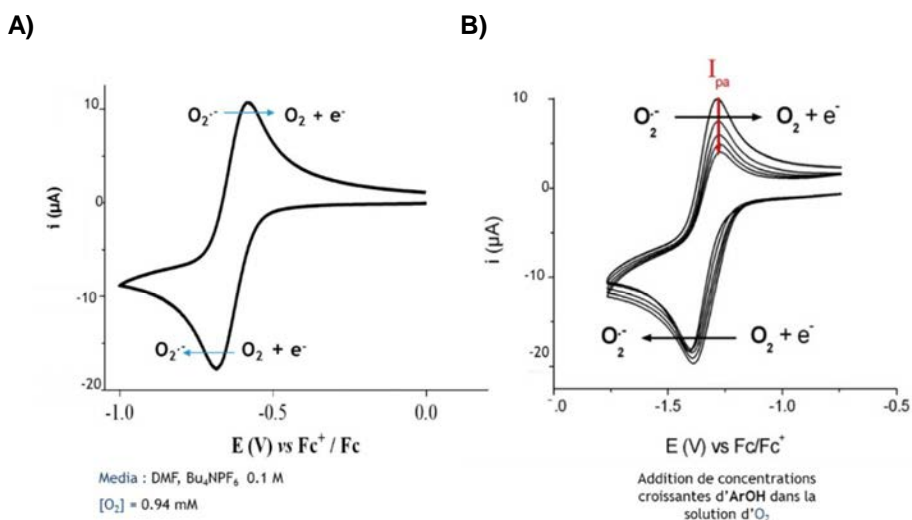 A)
B)
I pa
10
0
-10
-20
i (µA)
O₂·⁻ O₂ + e⁻
O₂·⁻ O₂ + e⁻
-1.0 -0.5 0.0
E (V) vs Fc⁺ / Fc
Media : DMF, Bu₄NPF₆ 0.1 M
[O₂] = 0.94 mM
10
0
-10
-20
i (µA)
O₂·⁻ O₂ + e⁻
O₂·⁻ O₂ + e⁻
.0 -1.5 -1.0 -0.5
E (V) vs Fc/Fc⁺
Addition de concentrations
croissantes d'ArOH dans la
solution d'O₂